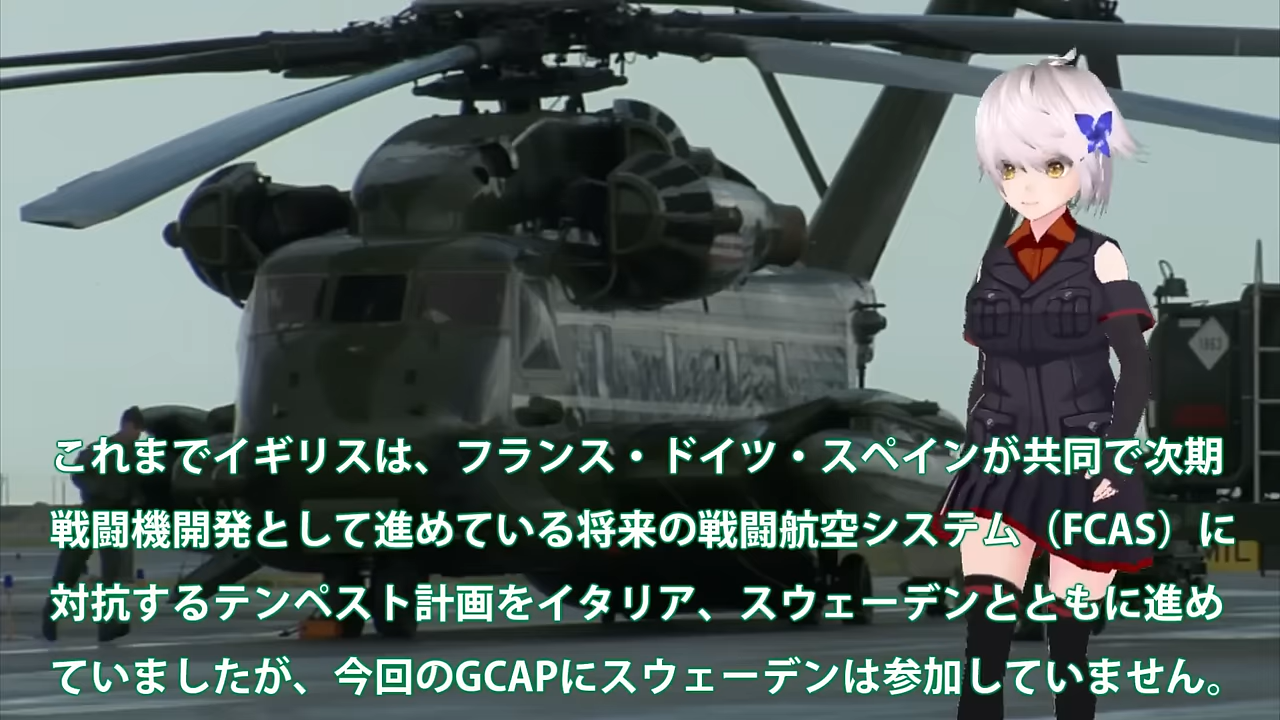 1863
これまでイギリスは、フランス・ドイツ・スペインが共同で次期
戦闘機開発として進めている将来の戦闘航空システム（FCAS）に
対抗するテンペスト計画をイタリア、スウェーデンとともに進め
ていましたが、今回のGCAPにスウェーデンは参加していません。